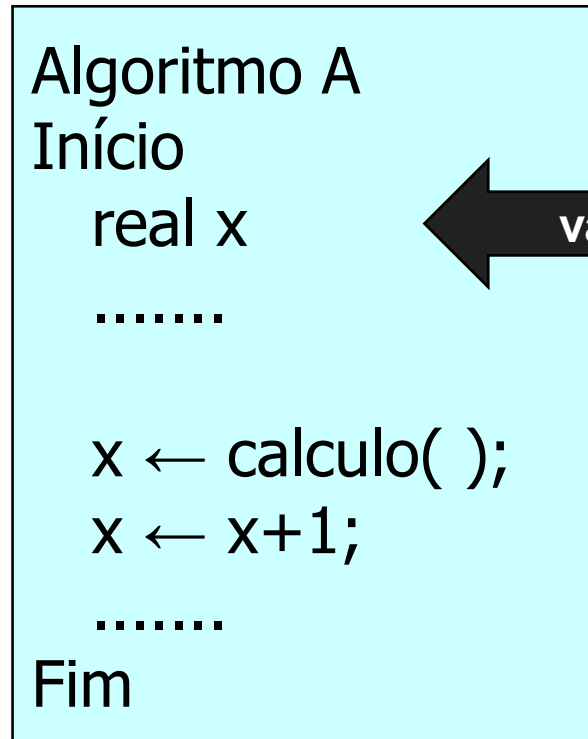 Algoritmo A
Início
real x
.......
x ← calculo( );
x ← x+1;
.......
Fim